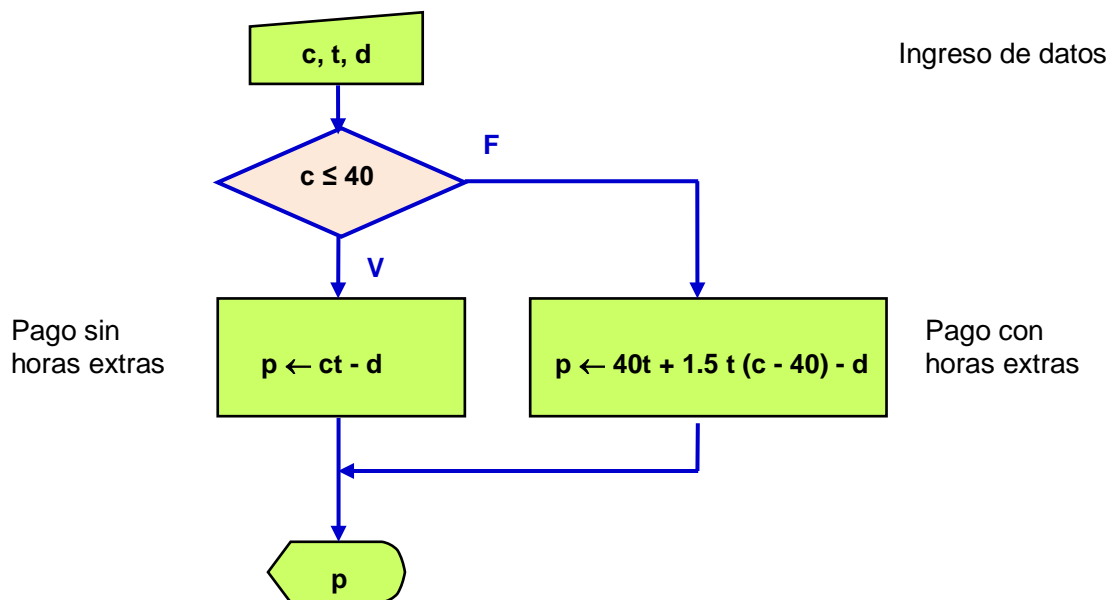 c, t, d
Ingreso de datos
F
c ≤ 40
V
Pago sin
horas extras
p ← ct - d
p ← 40t + 1.5 t (c - 40) - d
Pago con
horas extras
p